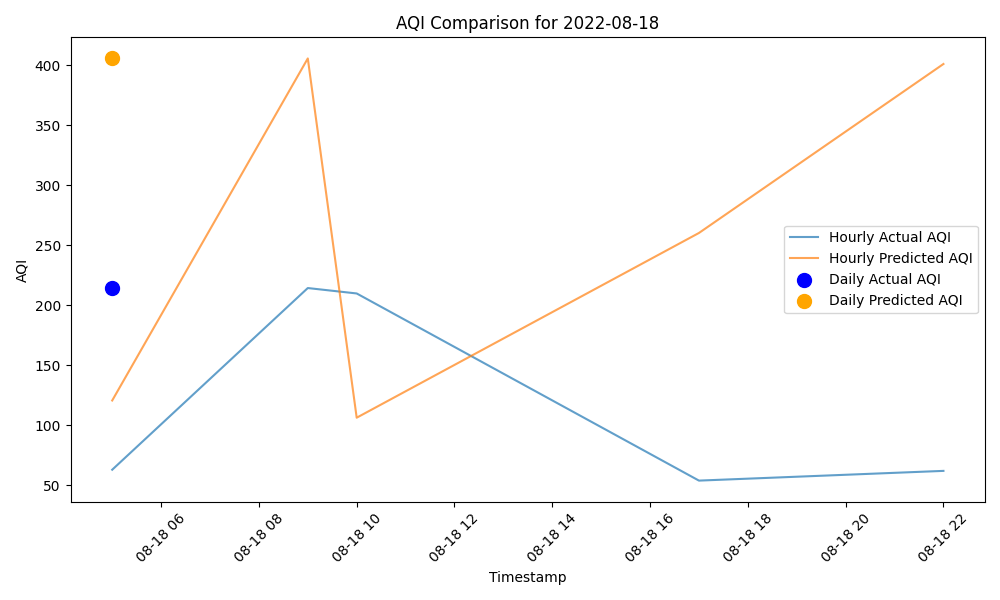 AQI Comparison for 2022-08-18
AQI
400
350
300
250
200
150
100
50
Hourly Actual AQI
Hourly Predicted AQI
Daily Actual AQI
Daily Predicted AQI
08-18 06
08-18 08
08-18 10
08-18 12
08-18 14
08-18 16
08-18 18
08-18 20
08-18 22
Timestamp